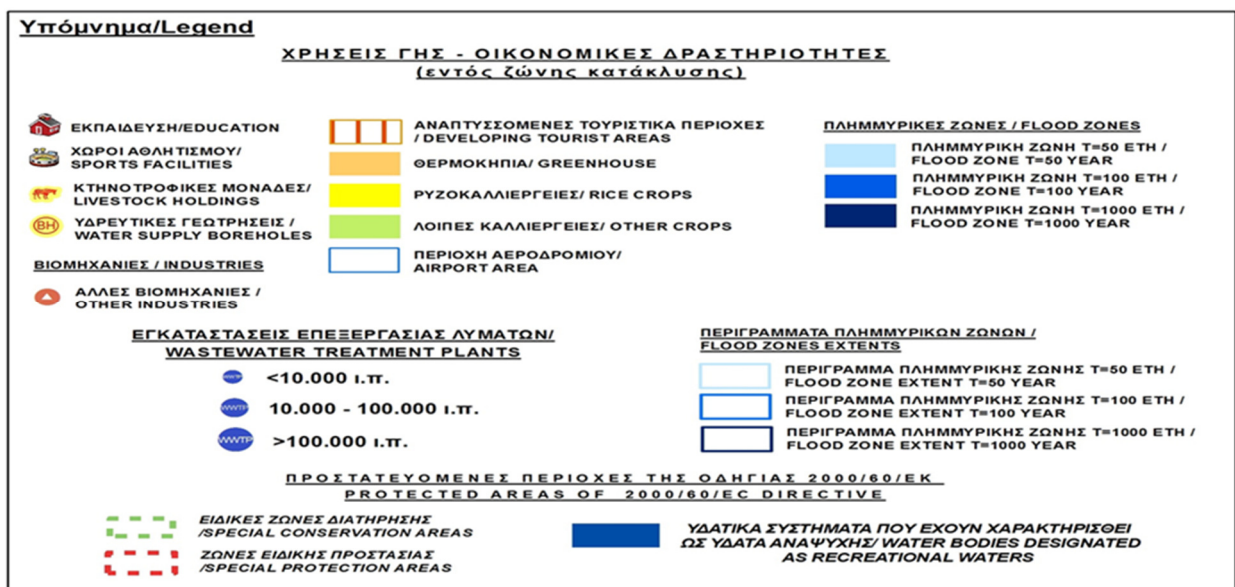 Υπόμνημα/Legend
ΧΡΗΣΕΙΣ ΓΗΣ - ΟΙΚΟΝΟΜΙΚΕΣ ΔΡΑΣΤΗΡΙΟΤΗΤΕΣ
(εντός ζώνης κατάκλυσης)
ΕΚΠΑΙΔΕΥΣΗ/EDUCATION
ΧΩΡΟΙ ΑΘΛΗΤΙΣΜΟΥ/
SPORTS FACILITIES
ΚΤΗΝΟΤΡΟΦΙΚΕΣ ΜΟΝΑΔΕΣ/
LIVESTOCK HOLDINGS
BH
ΥΔΡΕΥΤΙΚΕΣ ΓΕΩΤΡΗΣΕΙΣ /
WATER SUPPLY BOREHOLES
ΒΙΟΜΗΧΑΝΙΕΣ / INDUSTRIES
ΑΛΛΕΣ ΒΙΟΜΗΧΑΝΙΕΣ /
OTHER INDUSTRIES
ΑΝΑΠΤΥΣΣΟΜΕΝΕΣ ΤΟΥΡΙΣΤΙΚΑ ΠΕΡΙΟΧΕΣ
/ DEVELOPING TOURIST AREAS
ΘΕΡΜΟΚΗΠΙΑ/ GREENHOUSE
ΡΥΖΟΚΑΛΛΙΕΡΓΕΙΕΣ/ RICE CROPS
ΛΟΙΠΕΣ ΚΑΛΛΙΕΡΓΕΙΕΣ/ OTHER CROPS
ΠΕΡΙΟΧΗ ΑΕΡΟΔΡΟΜΙΟΥ/
AIRPORT AREA
ΠΛΗΜΜΥΡΙΚΕΣ ΖΩΝΕΣ / FLOOD ZONES
ΠΛΗΜΜΥΡΙΚΗ ΖΩΝΗ T=50 ΕΤΗ /
FLOOD ZONE T=50 YEAR
ΠΛΗΜΜΥΡΙΚΗ ΖΩΝΗ T=100 ΕΤΗ /
FLOOD ZONE T=100 YEAR
ΠΛΗΜΜΥΡΙΚΗ ΖΩΝΗ T=1000 ΕΤΗ /
FLOOD ZONE T=1000 YEAR
ΕΓΚΑΤΑΣΤΑΣΕΙΣ ΕΠΕΞΕΡΓΑΣΙΑΣ ΛΥΜΑΤΩΝ/
WASTEWATER TREATMENT PLANTS
WWTP <10.000 ι.π.
WWTP 10.000 - 100.000 ι.π.
WWTP >100.000 ι.π.
ΠΕΡΙΓΡΑΜΜΑΤΑ ΠΛΗΜΜΥΡΙΚΩΝ ΖΩΝΩΝ /
FLOOD ZONES EXTENTS
ΠΕΡΙΓΡΑΜΜΑ ΠΛΗΜΜΥΡΙΚΗΣ ΖΩΝΗΣ T=50 ΕΤΗ /
FLOOD ZONE EXTENT T=50 YEAR
ΠΕΡΙΓΡΑΜΜΑ ΠΛΗΜΜΥΡΙΚΗΣ ΖΩΝΗΣ T=100 ΕΤΗ /
FLOOD ZONE EXTENT T=100 YEAR
ΠΕΡΙΓΡΑΜΜΑ ΠΛΗΜΜΥΡΙΚΗΣ ΖΩΝΗΣ T=1000 ΕΤΗ /
FLOOD ZONE EXTENT T=1000 YEAR
ΠΡΟΣΤΑΤΕΥΟΜΕΝΕΣ ΠΕΡΙΟΧΕΣ ΤΗΣ ΟΔΗΓΙΑΣ 2000/60/ΕΚ
PROTECTED AREAS OF 2000/60/EC DIRECTIVE
ΕΙΔΙΚΕΣ ΖΩΝΕΣ ΔΙΑΤΗΡΗΣΗΣ
/SPECIAL CONSERVATION AREAS
ΖΩΝΕΣ ΕΙΔΙΚΗΣ ΠΡΟΣΤΑΣΙΑΣ
/SPECIAL PROTECTION AREAS
ΥΔΑΤΙΚΑ ΣΥΣΤΗΜΑΤΑ ΠΟΥ ΕΧΟΥΝ ΧΑΡΑΚΤΗΡΙΣΘΕΙ
ΩΣ ΥΔΑΤΑ ΑΝΑΨΥΧΗΣ/ WATER BODIES DESIGNATED
AS RECREATIONAL WATERS